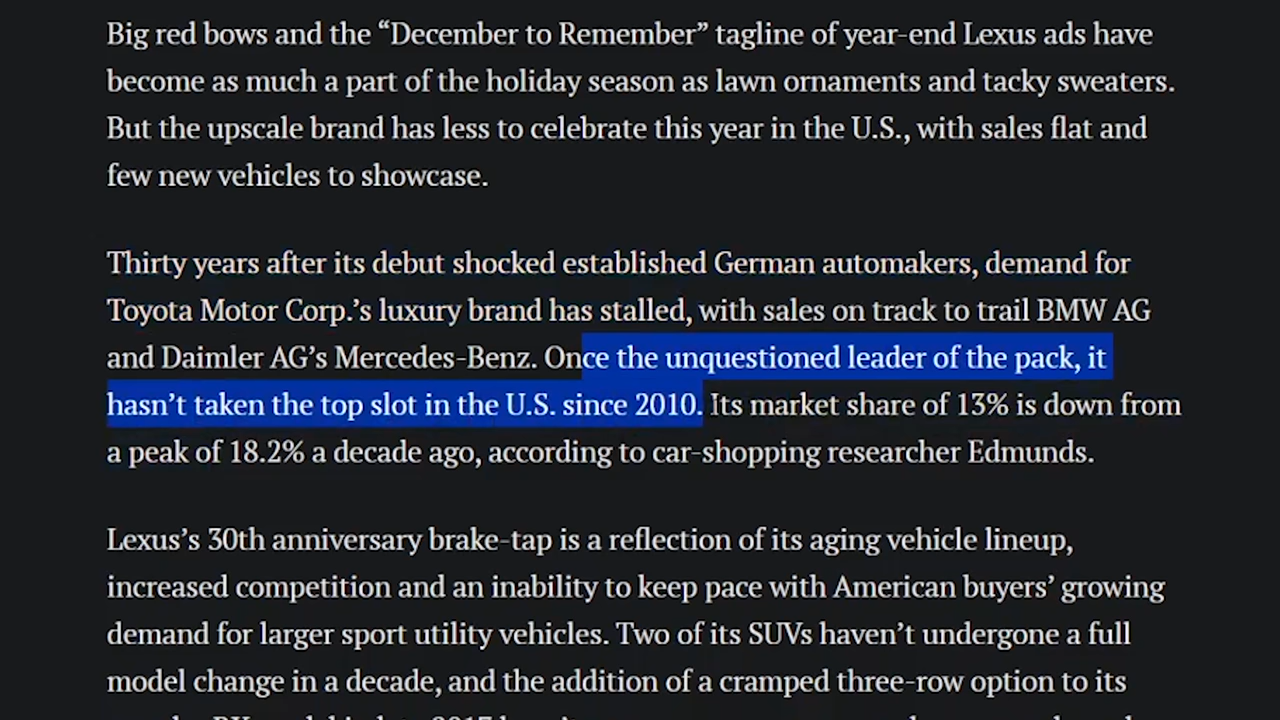 Big red bows and the “December to Remember” tagline of year-end Lexus ads have
become as much a part of the holiday season as lawn ornaments and tacky sweaters.
But the upscale brand has less to celebrate this year in the U.S., with sales flat and
few new vehicles to showcase.
Thirty years after its debut shocked established German automakers, demand for
Toyota Motor Corp.’s luxury brand has stalled, with sales on track to trail BMW AG
and Daimler AG’s Mercedes-Benz. Once the unquestioned leader of the pack, it
hasn’t taken the top slot in the U.S. since 2010. Its market share of 13% is down from
a peak of 18.2% a decade ago, according to car-shopping researcher Edmunds.
Lexus’s 30th anniversary brake-tap is a reflection of its aging vehicle lineup,
increased competition and an inability to keep pace with American buyers’ growing
demand for larger sport utility vehicles. Two of its SUVs haven’t undergone a full
model change in a decade, and the addition of a cramped three-row option to its